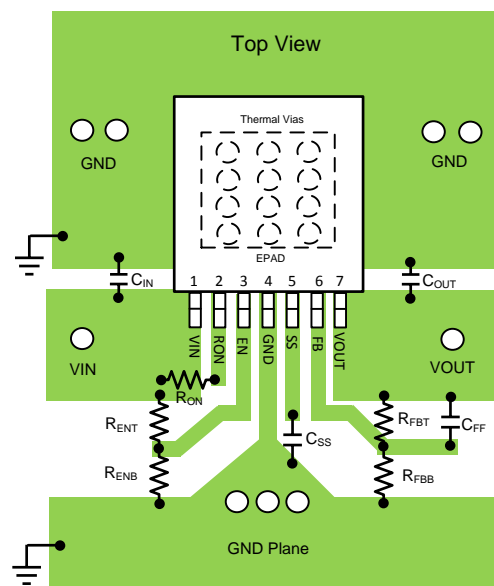 Top View
Thermal Vias
GND
GND
EPAD
CIN
COUT
1 2 3 4 5 6 7
VIN
RON
EN
GND
SS
FB
VOUT
VIN
VOUT
RON
RENT
RFBT
CFF
CSS
RENB
RFBB
GND Plane